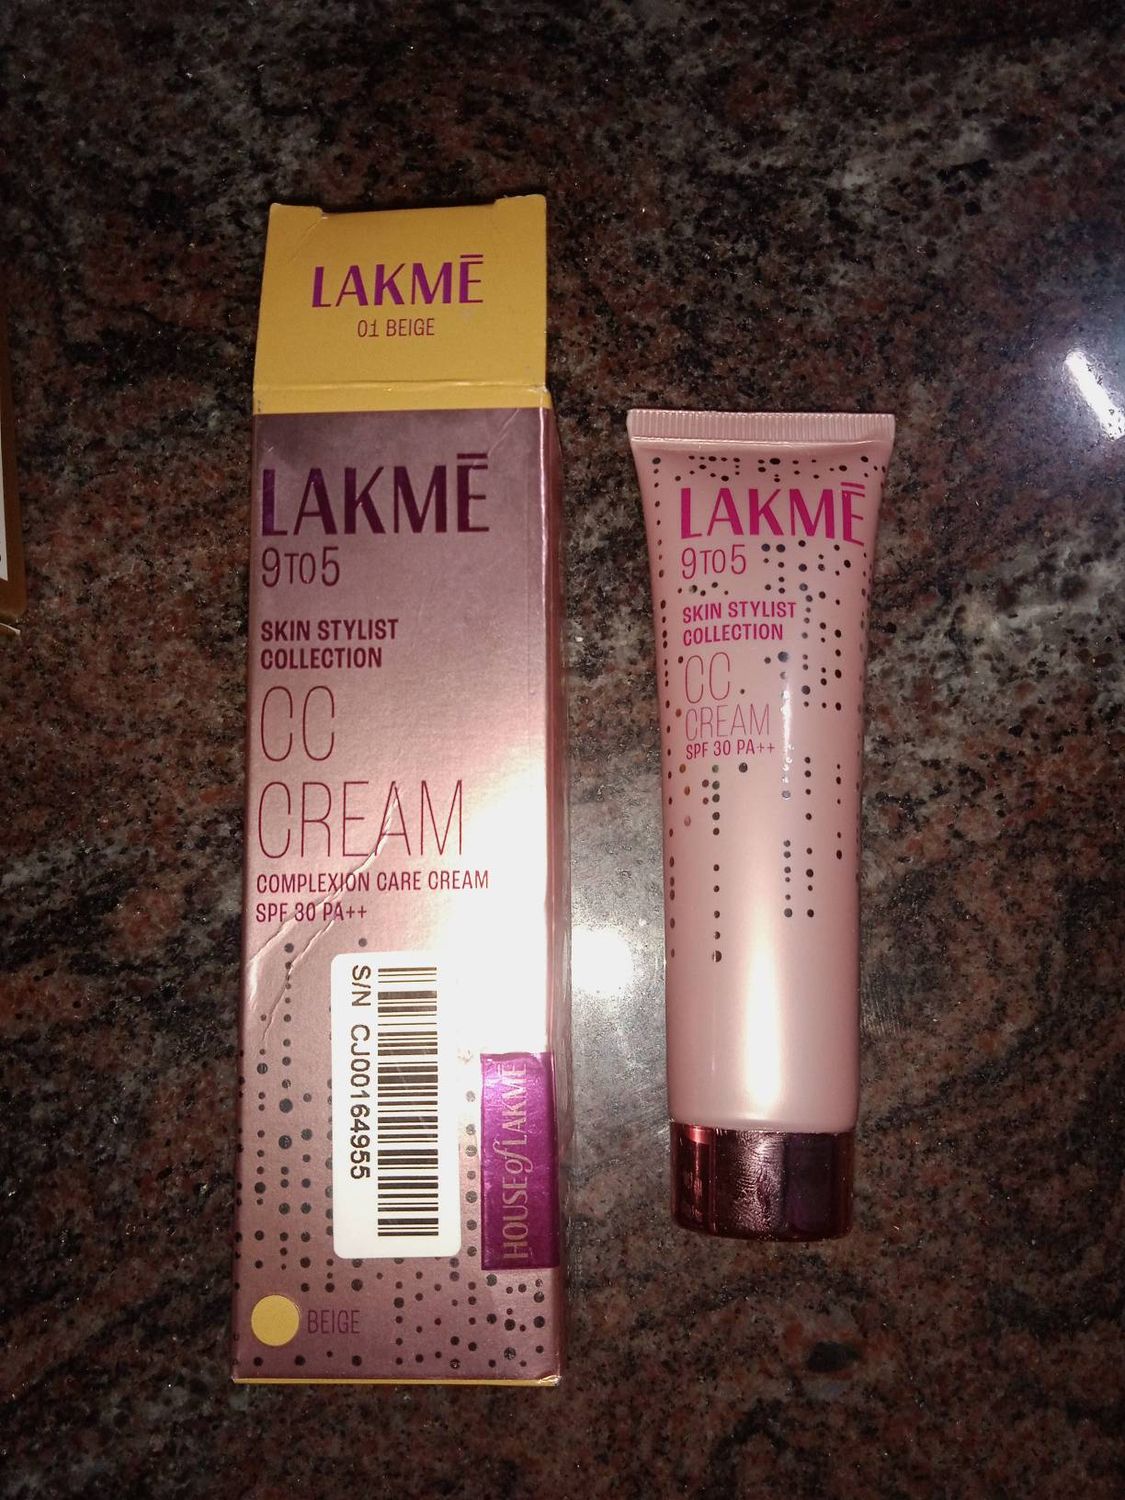 LAKMĒ
01 BEIGE
LAKMĒ
9TO5
SKIN STYLIST
COLLECTION
CC
CREAM
COMPLEXION CARE CREAM
SPF 30 PA++
S/N CJ00164955
HOUSE of LAKMĒ
BEIGE
LAKMĒ
9TO5
SKIN STYLIST
COLLECTION
CC
CREAM
SPF 30 PA++